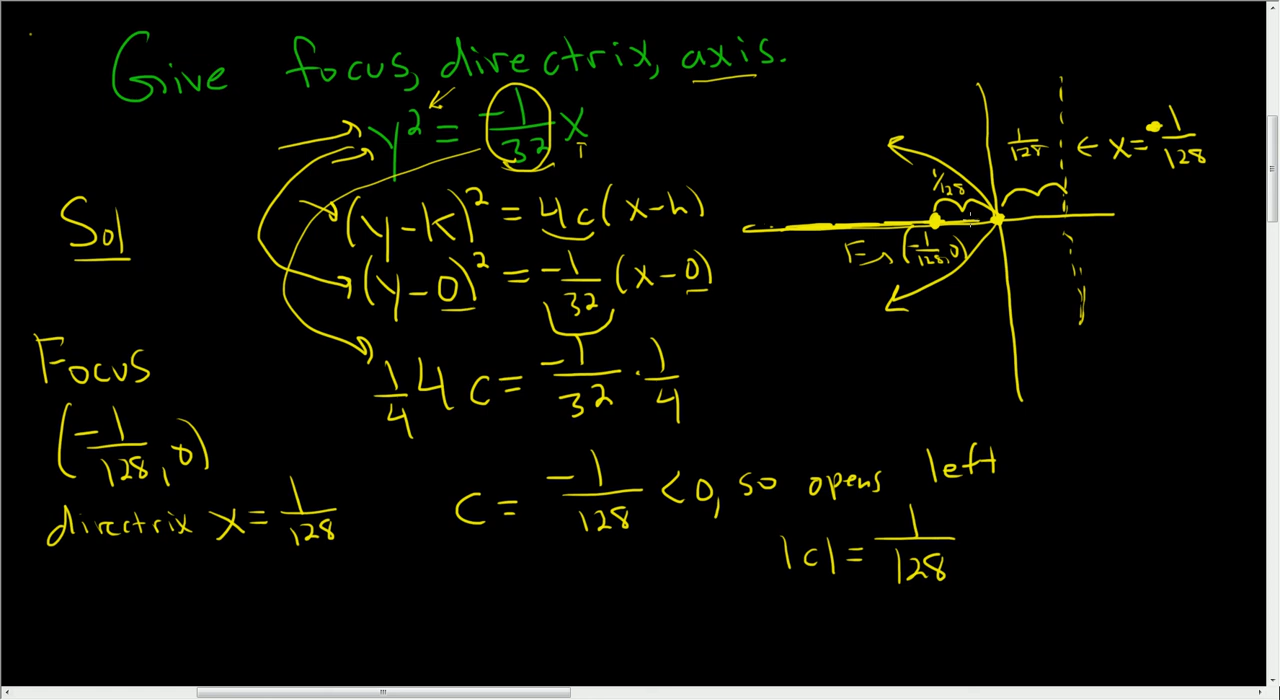 Give focus, directrix, axis.
y² = -1/32 x
Sol
(y-k)² = 4c(x-h)
(y-0)² = -1/32 (x-0)
1/4 4c = -1/32 · 1/4
c = -1/128 < 0, so opens left
|c| = 1/128
Focus
(-1/128, 0)
directrix x = 1/128
1/128
1/128 ← x = 1/128
F → (-1/128, 0)